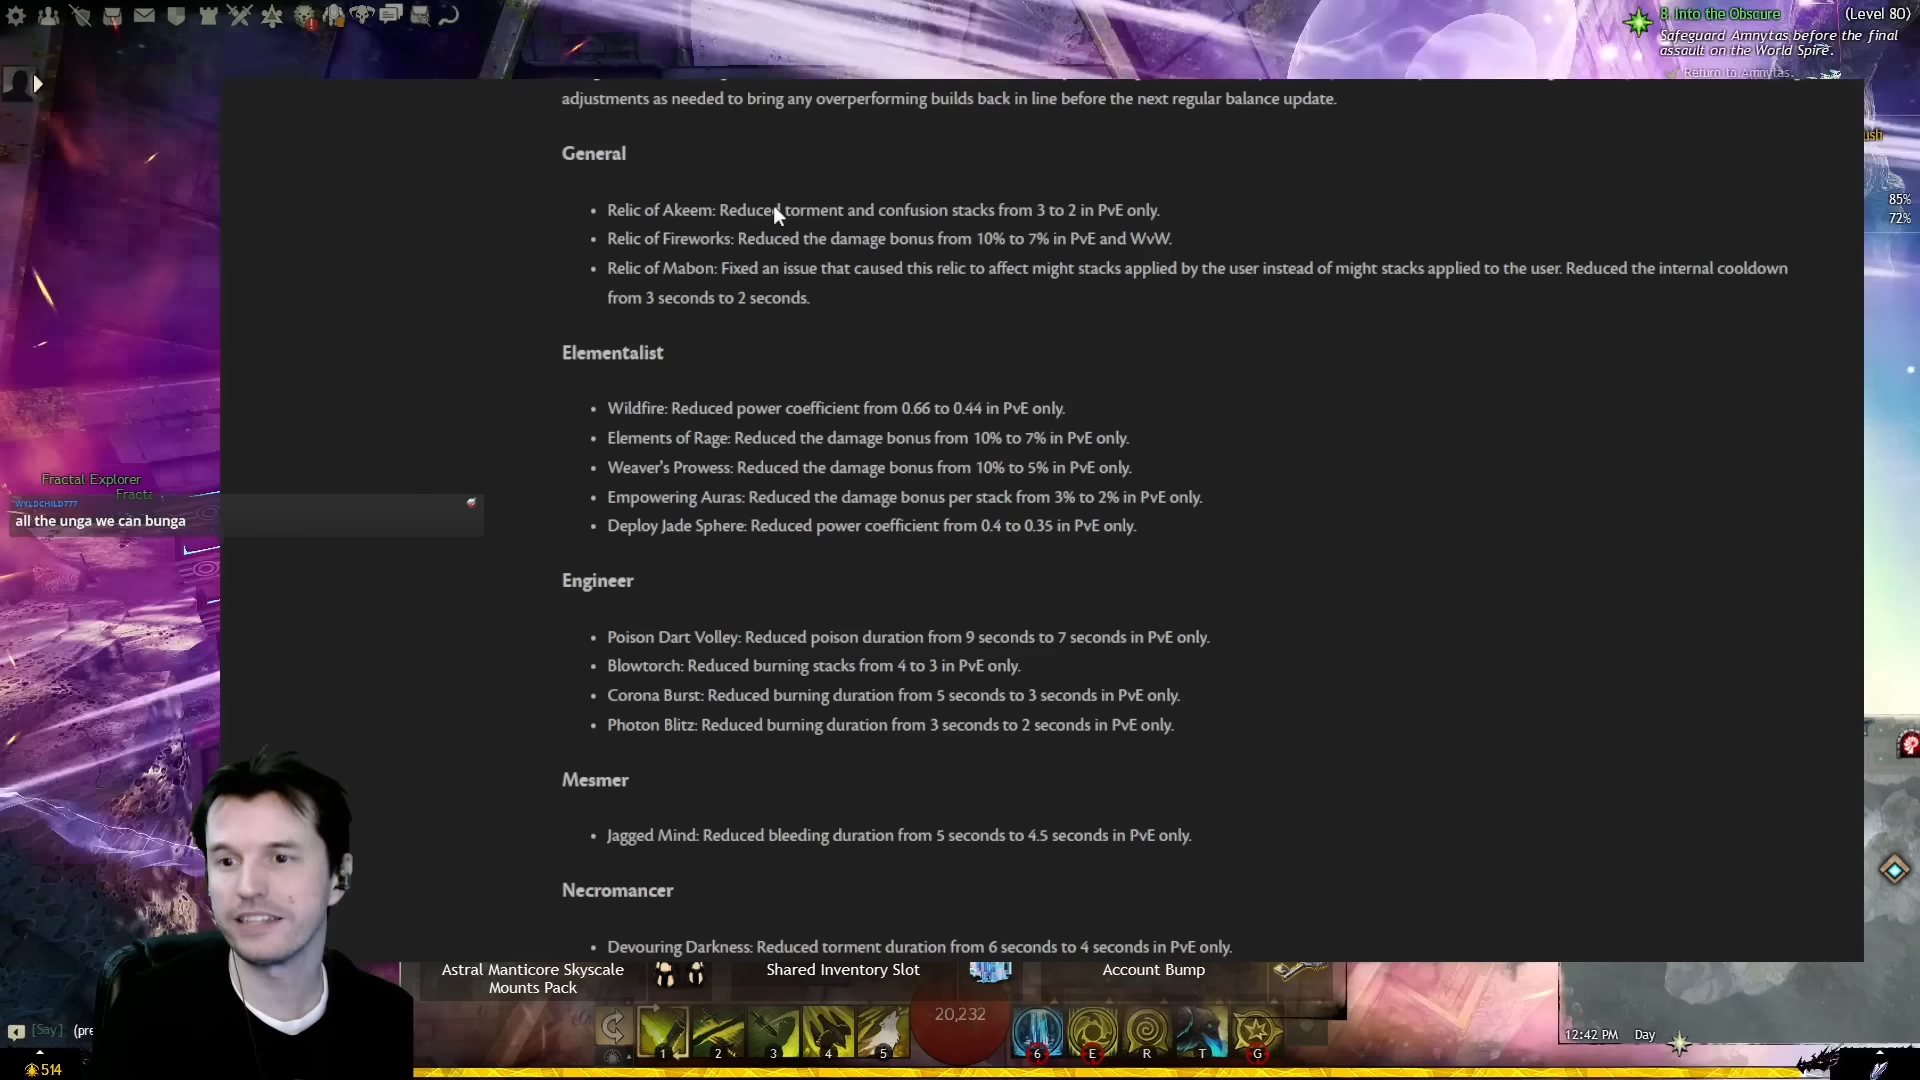 8. Into the Obscure
(Level 80)
Safeguard Amnytas before the final
assault on the World Spire.
Return to Amnytas.
85%
72%
adjustments as needed to bring any overperforming builds back in line before the next regular balance update.
General
• Relic of Akeem: Reduced torment and confusion stacks from 3 to 2 in PvE only.
• Relic of Fireworks: Reduced the damage bonus from 10% to 7% in PvE and WvW.
• Relic of Mabon: Fixed an issue that caused this relic to affect might stacks applied by the user instead of might stacks applied to the user. Reduced the internal cooldown
from 3 seconds to 2 seconds.
Elementalist
• Wildfire: Reduced power coefficient from 0.66 to 0.44 in PvE only.
• Elements of Rage: Reduced the damage bonus from 10% to 7% in PvE only.
• Weaver's Prowess: Reduced the damage bonus from 10% to 5% in PvE only.
• Empowering Auras: Reduced the damage bonus per stack from 3% to 2% in PvE only.
• Deploy Jade Sphere: Reduced power coefficient from 0.4 to 0.35 in PvE only.
Fractal Explorer
WYLDCHILD777
all the unga we can bunga
Engineer
• Poison Dart Volley: Reduced poison duration from 9 seconds to 7 seconds in PvE only.
• Blowtorch: Reduced burning stacks from 4 to 3 in PvE only.
• Corona Burst: Reduced burning duration from 5 seconds to 3 seconds in PvE only.
• Photon Blitz: Reduced burning duration from 3 seconds to 2 seconds in PvE only.
Mesmer
• Jagged Mind: Reduced bleeding duration from 5 seconds to 4.5 seconds in PvE only.
Necromancer
• Devouring Darkness: Reduced torment duration from 6 seconds to 4 seconds in PvE only.
Astral Manticore Skyscale
Mounts Pack
Shared Inventory Slot
Account Bump
20,232
1 2 3 4 5 6 E R T G
[Say] (pre
514
12:42 PM Day